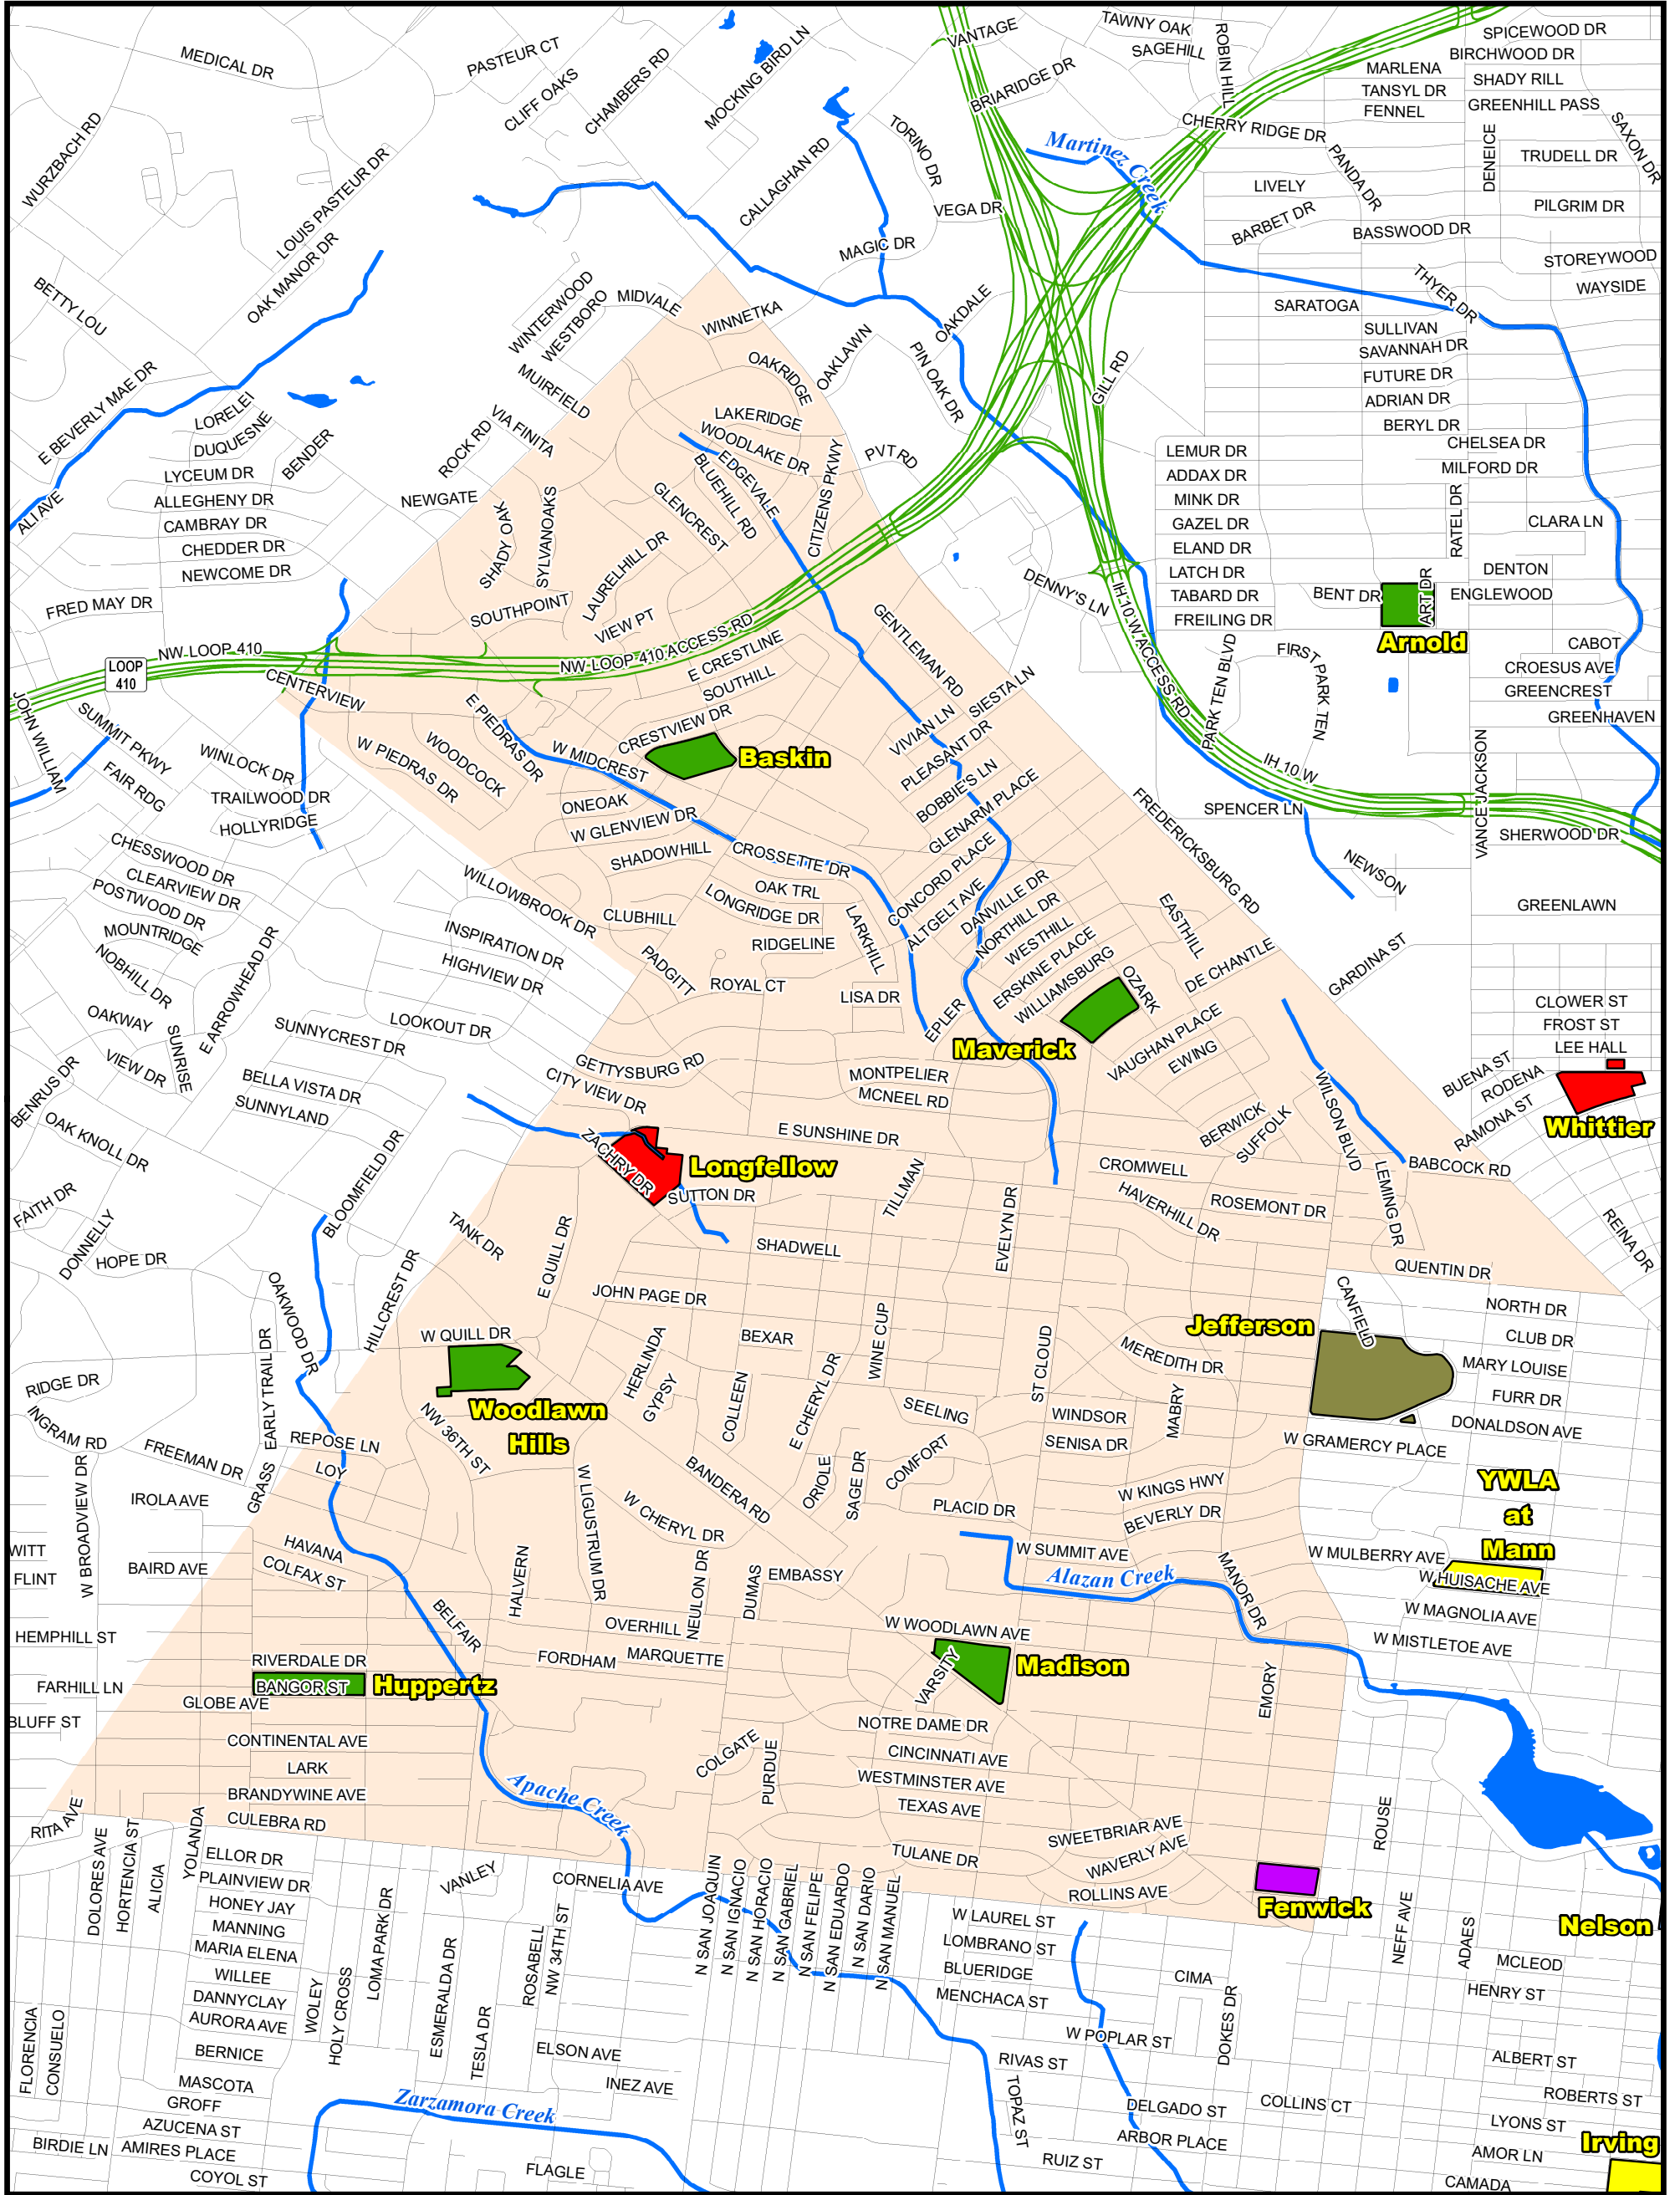 MEDICAL DR
PASTEUR CT
VANTAGE
TAWNY OAK
SAGEHILL
ROBIN HILL
SPICEWOOD DR
BIRCHWOOD DR
MARLENA
SHADY RILL
TANSYL DR
GREENHILL PASS
FENNEL
WURZBACH RD
CLIFF OAKS
CHAMBERS RD
MOCKING BIRD LN
BRIARIDGE DR
CHERRY RIDGE DR
SAXON DR
DENEICE
TRUDELL DR
LOUIS PASTEUR DR
CALLAGHAN RD
TORINO DR
Martinez Creek
PANDA DR
LIVELY
PILGRIM DR
VEGA DR
BARBET DR
BASSWOOD DR
OAK MANOR DR
MAGIC DR
STOREYWOOD
WAYSIDE
BETTY LOU
WINTERWOOD
WESTBORO
MIDVALE
WINNETKA
OAKDALE
THYER DR
SARATOGA
SULLIVAN
SAVANNAH DR
FUTURE DR
ADRIAN DR
BERYL DR
E BEVERLY MAE DR
MUIRFIELD
OAKRIDGE
OAKLAWN
PIN OAK DR
GILL RD
LORELEI
DUQUESNE
BENDER
VIA FINITA
ROCK RD
LAKERIDGE
WOODLAKE DR
EDGEVALE
BLUEHILL RD
CITIZENS PKWY
PVT RD
CHELSEA DR
LEMUR DR
MILFORD DR
LYCEUM DR
ADDAX DR
ALLEGHENY DR
NEWGATE
MINK DR
ALI AVE
CAMBRAY DR
SHADY OAK
SYLVANOAKS
GLENCREST
GAZEL DR
RATEL DR
CLARA LN
CHEDDER DR
ELAND DR
NEWCOME DR
LAURELHILL DR
LATCH DR
DENTON
FRED MAY DR
SOUTHPOINT
VIEW PT
DENNY'S LN
TABARD DR
BENT DR
ART DR
ENGLEWOOD
FREILING DR
Arnold
GENTLEMAN RD
IH 10 W ACCESS RD
NW LOOP 410
LOOP
410
NW LOOP 410 ACCESS RD
CABOT
CROESUS AVE
GREENCREST
GREENHAVEN
FIRST PARK TEN
PARK TEN BLVD
E CRESTLINE
SOUTHILL
CENTERVIEW
JOHN WILLIAM
SUMMIT PKWY
E PIEDRAS DR
CRESTVIEW DR
SIESTA LN
VIVIAN LN
PLEASANT DR
Baskin
W MIDCREST
WOODCOCK
W PIEDRAS DR
WINLOCK DR
FAIR RDG
TRAILWOOD DR
HOLLYRIDGE
ONEOAK
W GLENVIEW DR
BOBBIE'S LN
GLENARM PLACE
IH 10 W
VANCE JACKSON
SPENCER LN
SHERWOOD DR
FREDERICKSBURG RD
CHESSWOOD DR
CLEARVIEW DR
POSTWOOD DR
MOUNTRIDGE
NOBHILL DR
SHADOWHILL
CROSSETTE DR
OAK TRL
LONGRIDGE DR
CONCORD PLACE
ALTGELT AVE
DANVILLE DR
NORTHILL DR
WESTHILL
ERSKINE PLACE
WILLIAMSBURG
NEWSON
GREENLAWN
WILLOWBROOK DR
CLUBHILL
RIDGELINE
LARKHILL
EASTHILL
DE CHANTLE
GARDINA ST
INSPIRATION DR
HIGHVIEW DR
PADGITT
ROYAL CT
LISA DR
OZARK
OAKWAY
SUNRISE
E ARROWHEAD DR
SUNNYCREST DR
LOOKOUT DR
EPLER
Maverick
VAUGHAN PLACE
EWING
CLOWER ST
FROST ST
LEE HALL
VIEW DR
BENRUS DR
BELLA VISTA DR
SUNNYLAND
GETTYSBURG RD
CITY VIEW DR
MONTPELIER
MCNEEL RD
BUENA ST
RODENA
RAMONA ST
Whittier
OAK KNOLL DR
BLOOMFIELD DR
E SUNSHINE DR
BERWICK
SUFFOLK
WILSON BLVD
ZACHRY DR
Longfellow
SUTTON DR
CROMWELL
BABCOCK RD
FAITH DR
TILLMAN
EVELYN DR
HAVERHILL DR
ROSEMONT DR
LEMING DR
REINA DR
DONNELLY
HOPE DR
TANK DR
E QUILL DR
SHADWELL
QUENTIN DR
HILLCREST DR
JOHN PAGE DR
CANFIELD
NORTH DR
CLUB DR
OAKWOOD DR
W QUILL DR
BEXAR
WINE CUP
Jefferson
MEREDITH DR
MARY LOUISE
FURR DR
DONALDSON AVE
RIDGE DR
EARLY TRAIL DR
HERLINDA
GYPSY
COLLEEN
E CHERYL DR
ST CLOUD
SEELING
WINDSOR
SENISA DR
MABRY
Woodlawn
Hills
INGRAM RD
FREEMAN DR
REPOSE LN
LOY
NW 36TH ST
W GRAMERCY PLACE
GRASS
IROLA AVE
W BROADVIEW DR
W LIGUSTRUM DR
W CHERYL DR
BANDERA RD
ORIOLE
SAGE DR
COMFORT
PLACID DR
W KINGS HWY
BEVERLY DR
YWLA
at
Mann
WITT
FLINT
HAVANA
BAIRD AVE
COLFAX ST
HALVERN
NEULON DR
DUMAS
EMBASSY
W SUMMIT AVE
Alazan Creek
MANOR DR
W MULBERRY AVE
W HUISACHE AVE
W MAGNOLIA AVE
W MISTLETOE AVE
HEMPHILL ST
BELFAIR
OVERHILL
MARQUETTE
FORDHAM
W WOODLAWN AVE
VARSITY
Madison
EMORY
RIVERDALE DR
BANGOR ST
Huppertz
FARHILL LN
GLOBE AVE
BLUFF ST
NOTRE DAME DR
CONTINENTAL AVE
COLGATE
PURDUE
CINCINNATI AVE
LARK
WESTMINSTER AVE
BRANDYWINE AVE
Apache Creek
TEXAS AVE
CULEBRA RD
RITA AVE
SWEETBRIAR AVE
WAVERLY AVE
ROUSE
DOLORES AVE
HORTENCIA ST
ALICIA
YOLANDA
ELLOR DR
PLAINVIEW DR
HONEY JAY
MANNING
MARIA ELENA
WILLEE
DANNYCLAY
AURORA AVE
BERNICE
MASCOTA
GROFF
AZUCENA ST
AMIRES PLACE
COYOL ST
BIRDIE LN
FLORENCIA
CONSUELO
WOLEY
HOLY CROSS
LOMA PARK DR
VANLEY
CORNELIA AVE
ESMERALDA DR
TESLA DR
ROSABELL
NW 34TH ST
N SAN JOAQUIN
N SAN IGNACIO
N SAN HORACIO
N SAN GABRIEL
N SAN FELIPE
N SAN EDUARDO
N SAN DARIO
N SAN MANUEL
TULANE DR
ROLLINS AVE
Fenwick
Nelson
W LAUREL ST
LOMBRANO ST
BLUERIDGE
MENCHACA ST
CIMA
DOKES DR
NEFF AVE
ADAES
MCLEOD
HENRY ST
W POPLAR ST
RIVAS ST
ELSON AVE
INEZ AVE
Zarzamora Creek
FLAGLE
TOPAZ ST
DELGADO ST
COLLINS CT
ARBOR PLACE
RUIZ ST
ALBERT ST
ROBERTS ST
LYONS ST
AMOR LN
CAMADA
Irving